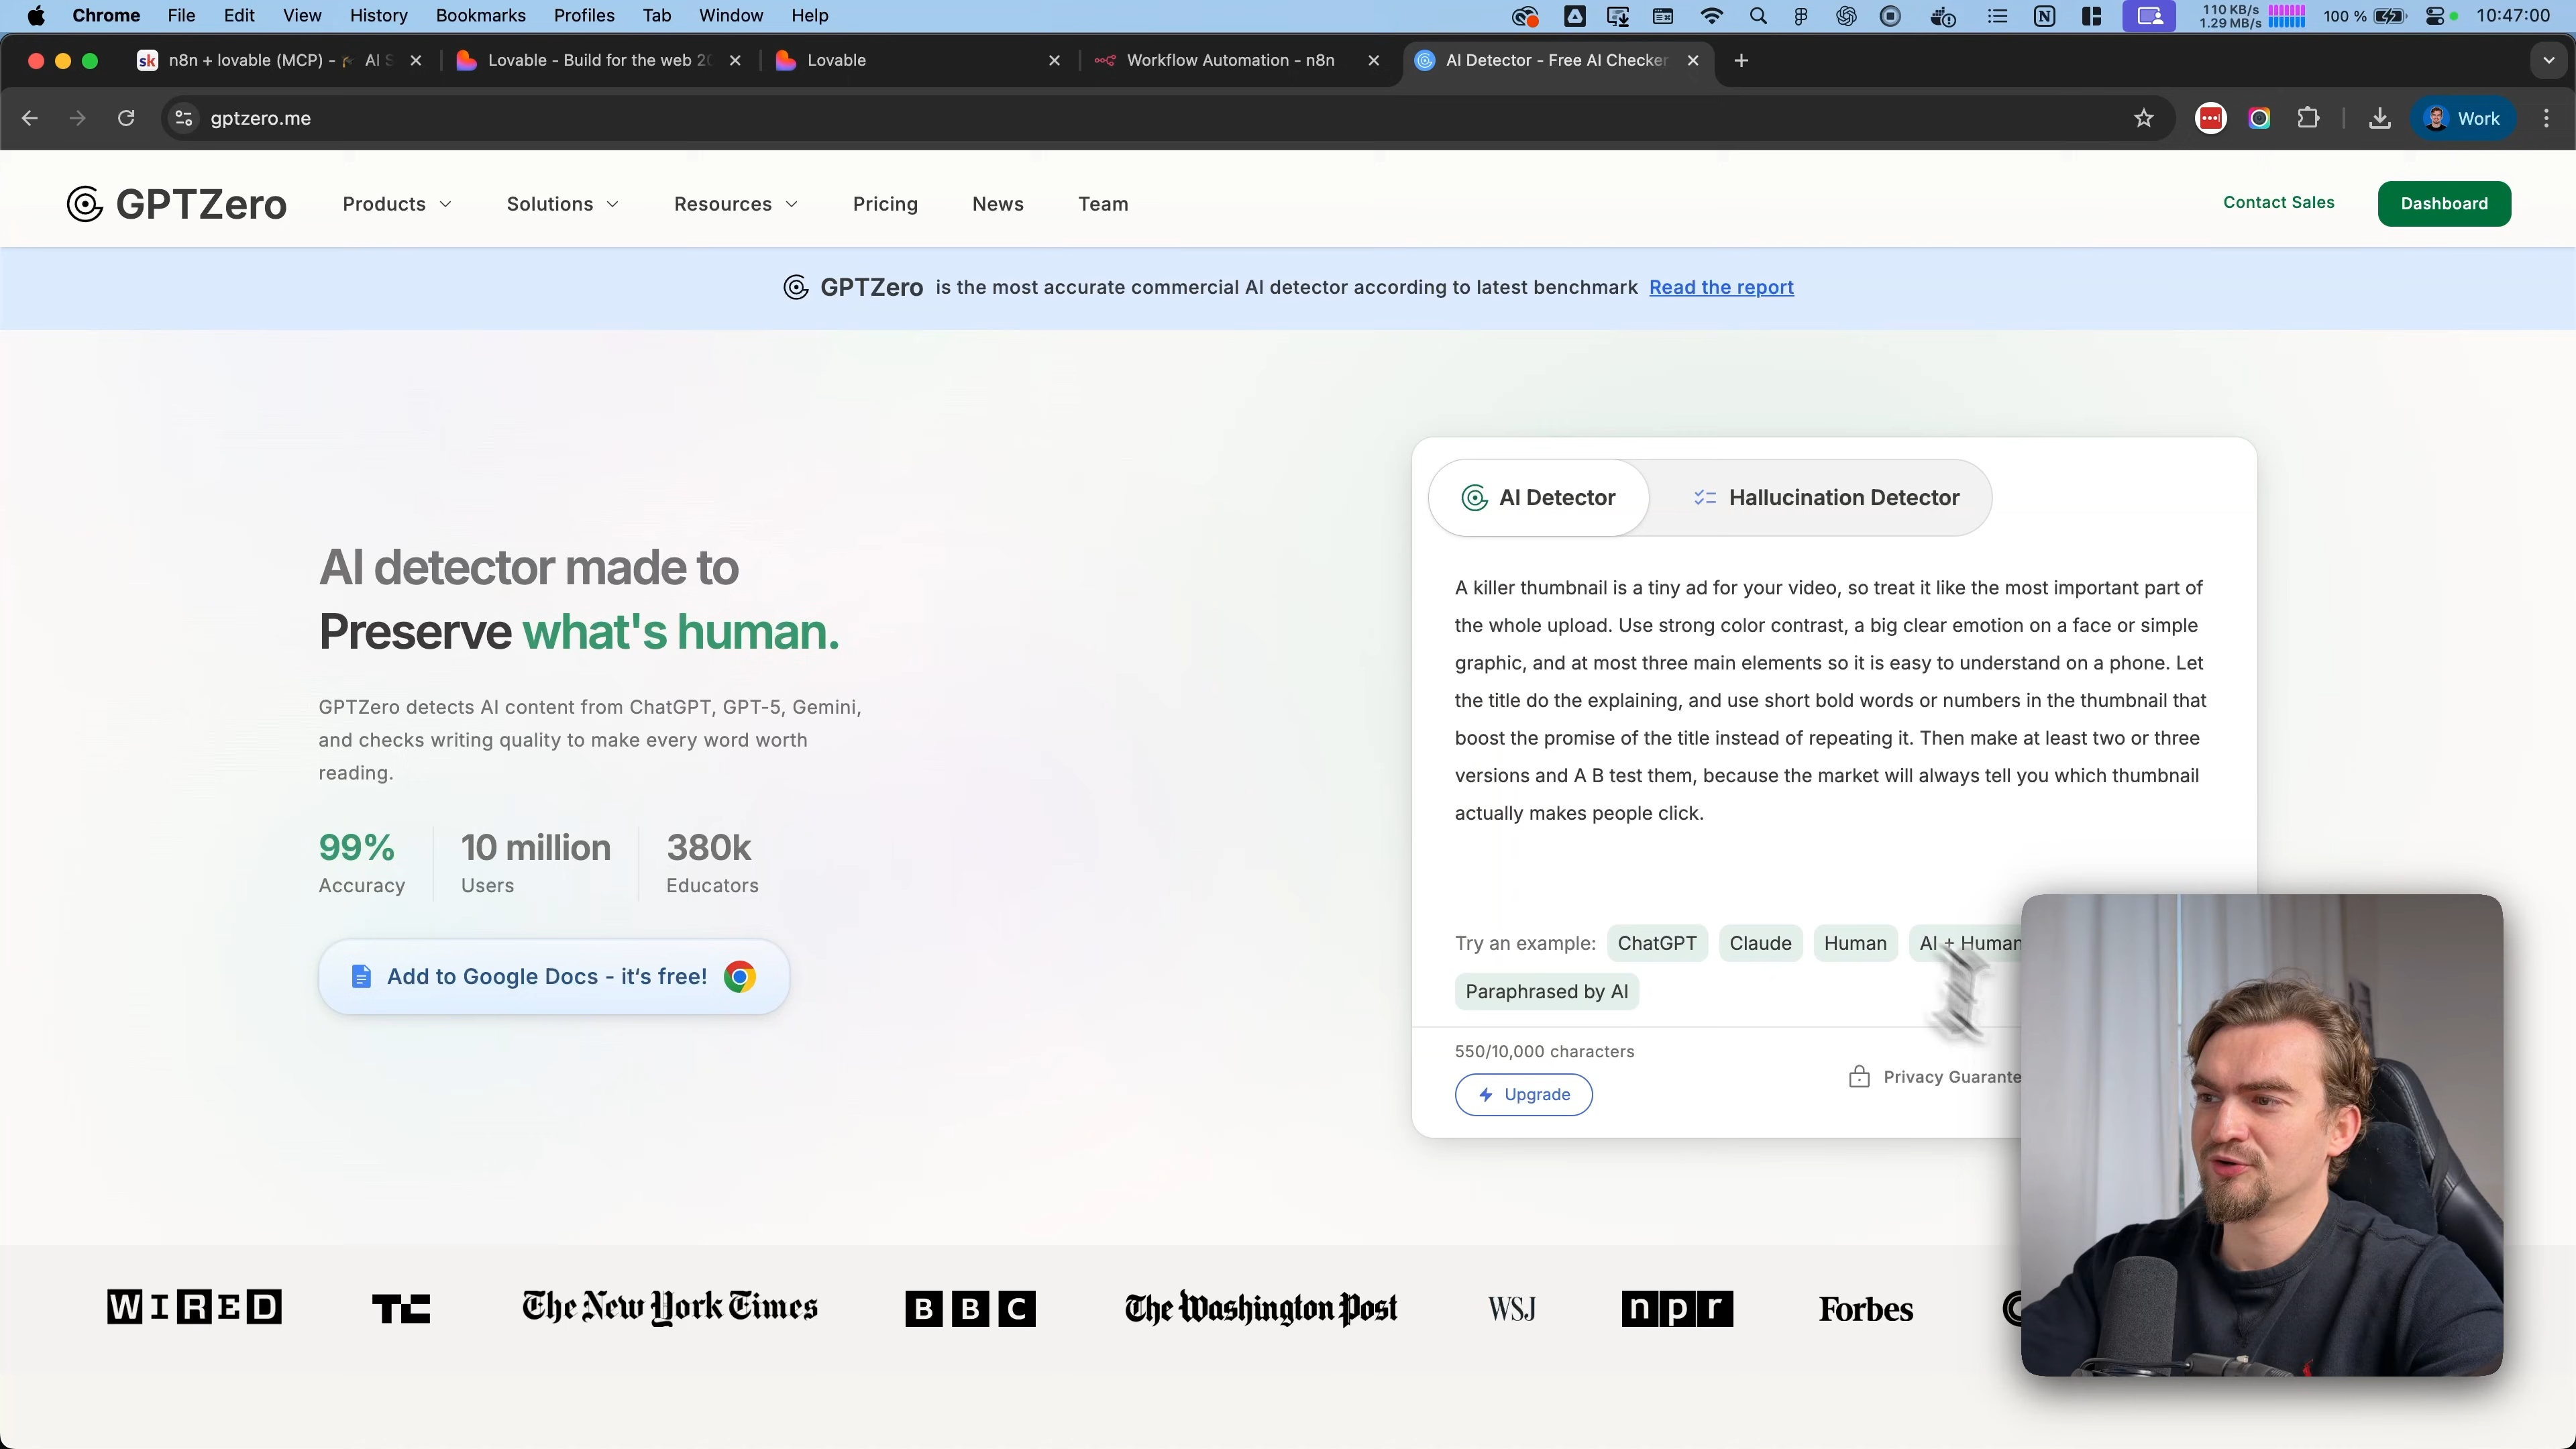 Chrome File Edit View History Bookmarks Profiles Tab Window Help
110 KB/s
1.29 MB/s
100 %
10:47:00
sk n8n + lovable (MCP) - AI S
Lovable - Build for the web 20
Lovable
Workflow Automation - n8n
AI Detector - Free AI Checker
gptzero.me
Work
GPTZero Products Solutions Resources Pricing News Team Contact Sales Dashboard
GPTZero is the most accurate commercial AI detector according to latest benchmark Read the report
AI detector made to
Preserve what's human.
GPTZero detects AI content from ChatGPT, GPT-5, Gemini,
and checks writing quality to make every word worth
reading.
99% 10 million 380k
Accuracy Users Educators
Add to Google Docs - it's free!
AI Detector Hallucination Detector
A killer thumbnail is a tiny ad for your video, so treat it like the most important part of
the whole upload. Use strong color contrast, a big clear emotion on a face or simple
graphic, and at most three main elements so it is easy to understand on a phone. Let
the title do the explaining, and use short bold words or numbers in the thumbnail that
boost the promise of the title instead of repeating it. Then make at least two or three
versions and A B test them, because the market will always tell you which thumbnail
actually makes people click.
Try an example: ChatGPT Claude Human AI + Human
Paraphrased by AI
550/10,000 characters
Upgrade
Privacy Guarante
WIRED TC The New York Times BBC The Washington Post WSJ npr Forbes